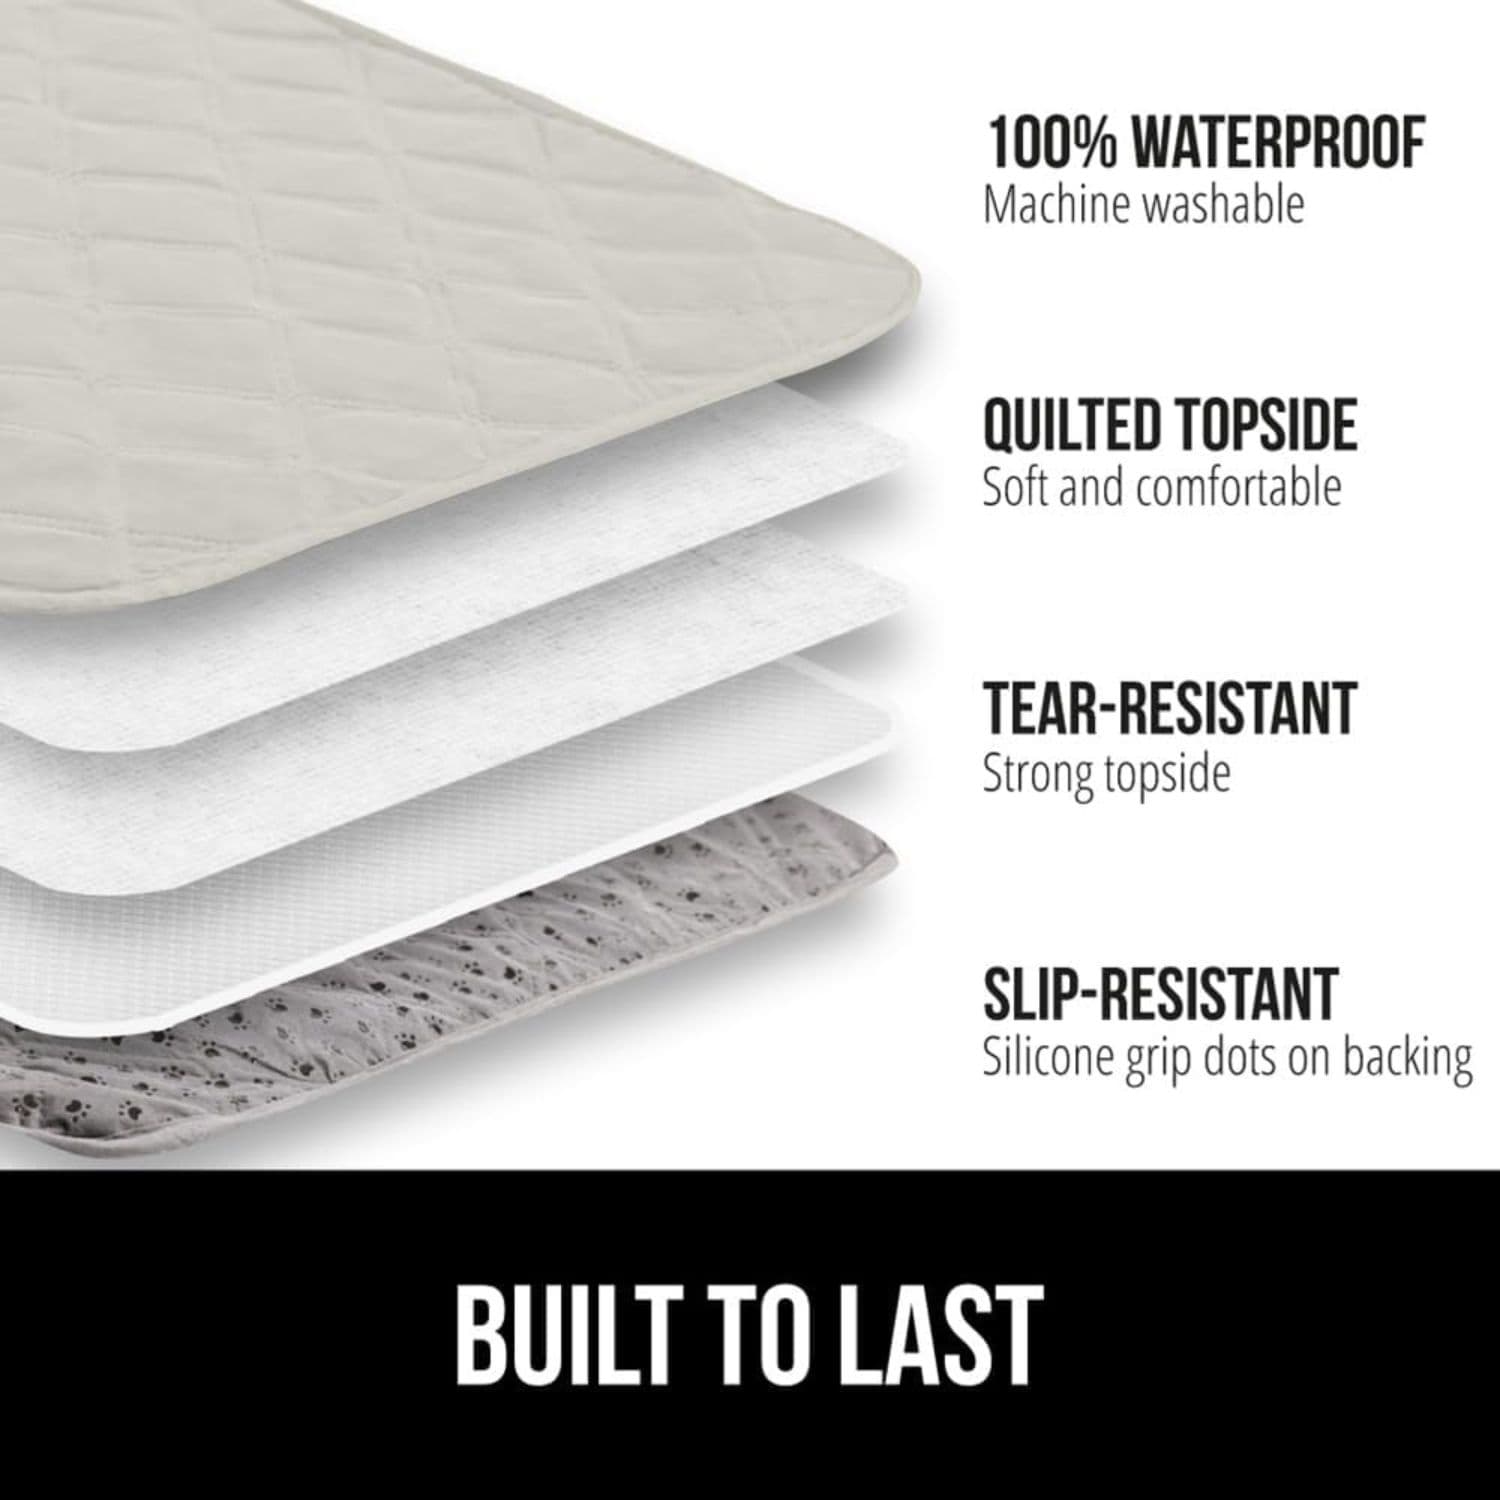 100% WATERPROOF
Machine washable
QUILTED TOPSIDE
Soft and comfortable
TEAR-RESISTANT
Strong topside
SLIP-RESISTANT
Silicone grip dots on backing
BUILT TO LAST